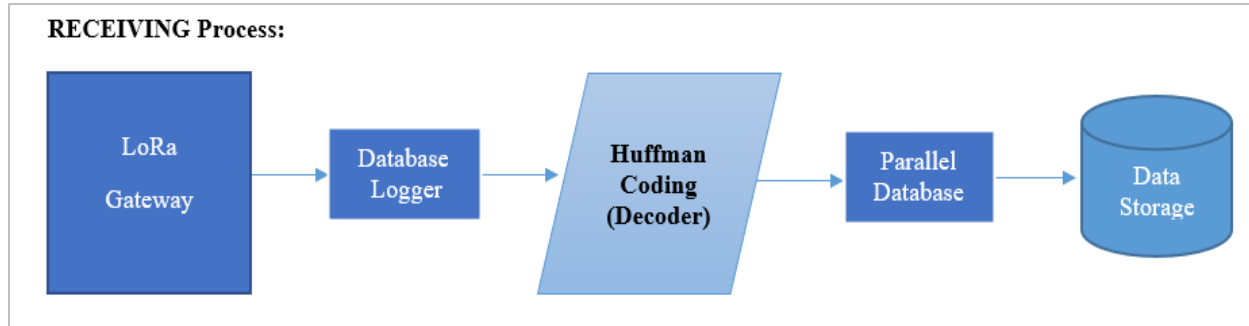 RECEIVING Process:
LoRa
Gateway
Database
Logger
Huffman
Coding
(Decoder)
Parallel
Database
Data
Storage